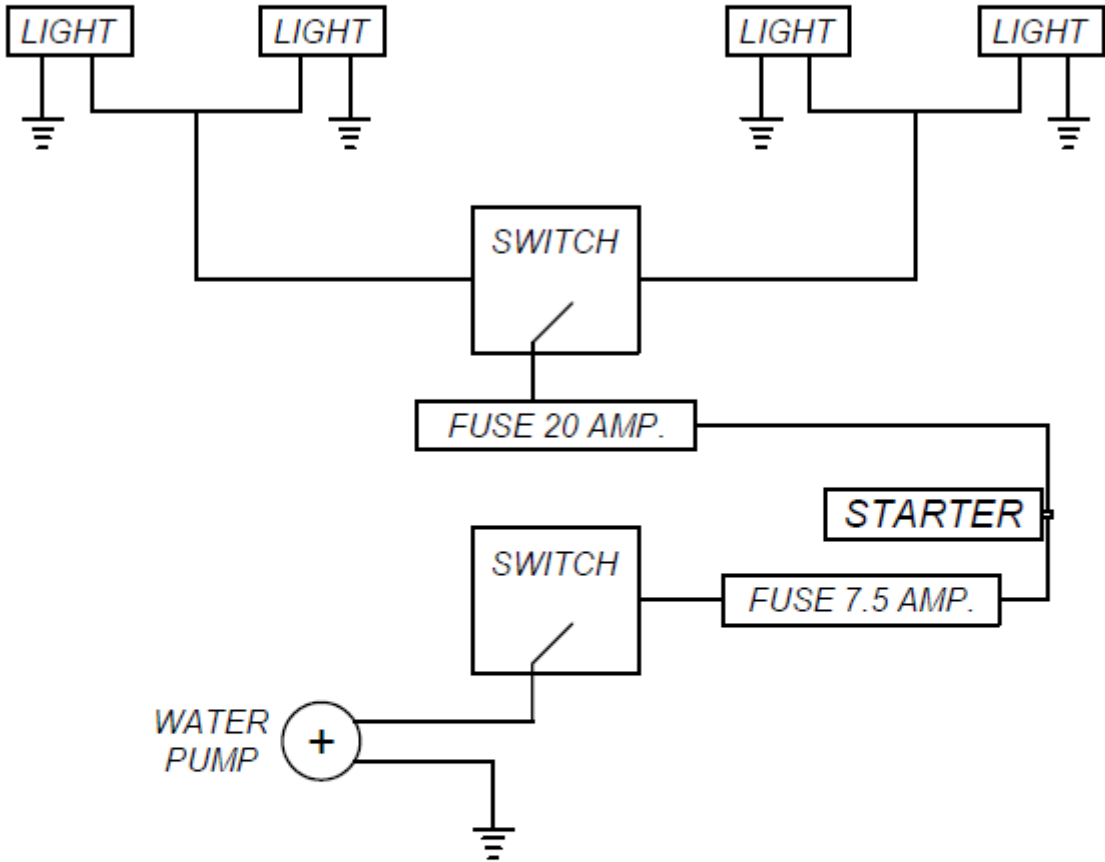 LIGHT
LIGHT
LIGHT
LIGHT
SWITCH
FUSE 20 AMP.
STARTER
SWITCH
FUSE 7.5 AMP.
WATER
PUMP
+